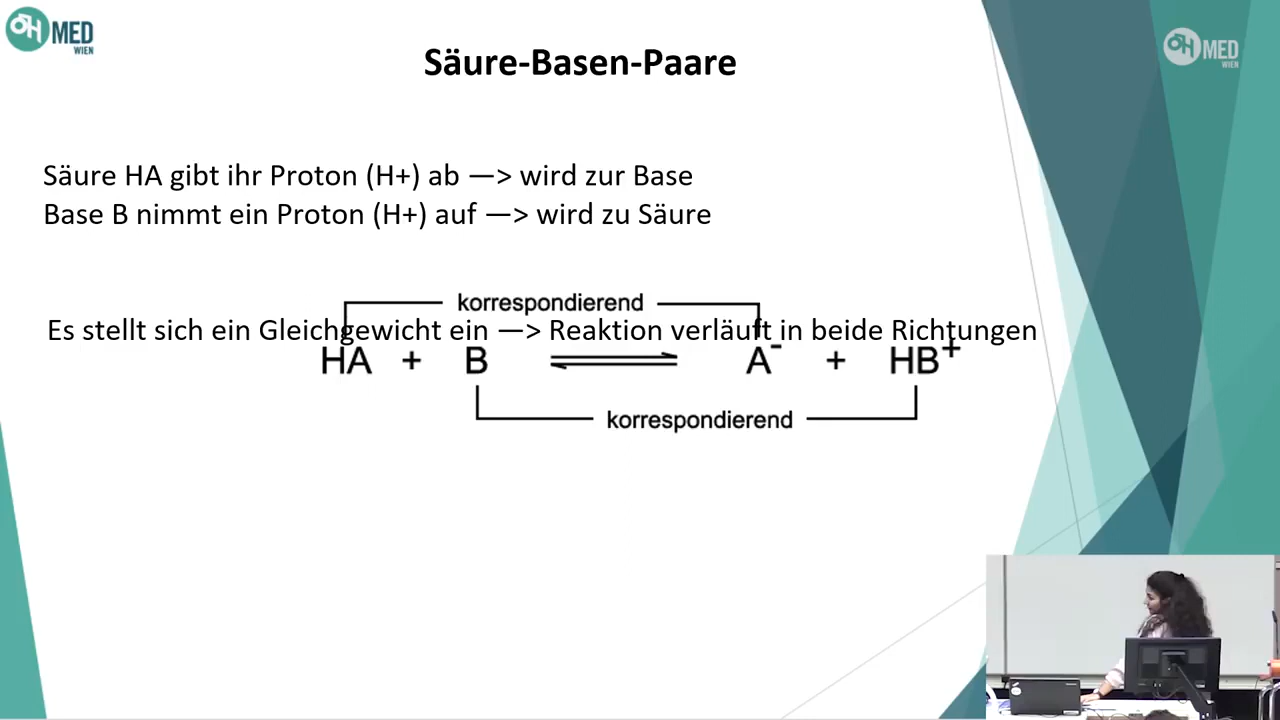 ÖH MED
WIEN
ÖH MED
WIEN
Säure-Basen-Paare
Säure HA gibt ihr Proton (H+) ab —> wird zur Base
Base B nimmt ein Proton (H+) auf —> wird zu Säure
korrespondierend
Es stellt sich ein Gleichgewicht ein —> Reaktion verläuft in beide Richtungen
HA + B ⇌ A⁻ + HB⁺
korrespondierend